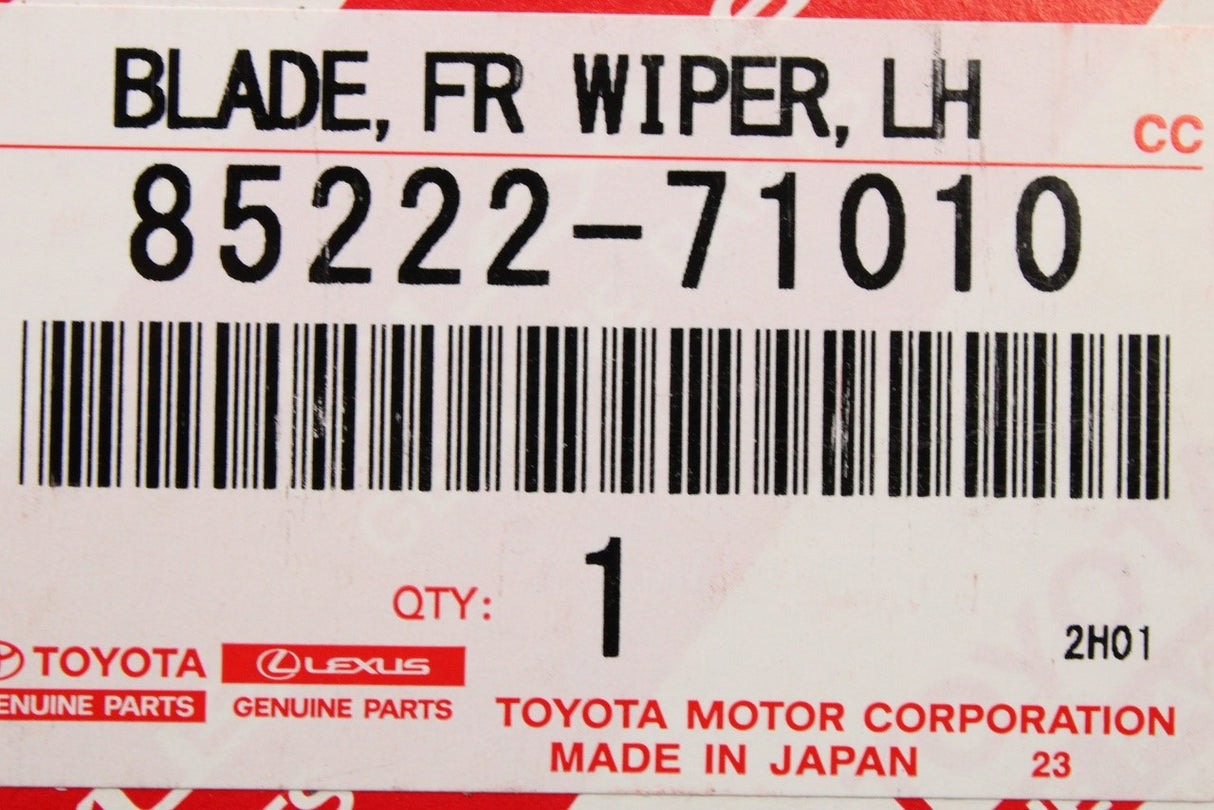 BLADE, FR WIPER, LH
CC
85222-71010
QTY: 1
2H01
TOYOTA
ENUINE PARTS
LEXUS
GENUINE PARTS
TOYOTA MOTOR CORPORATION
MADE IN JAPAN 23